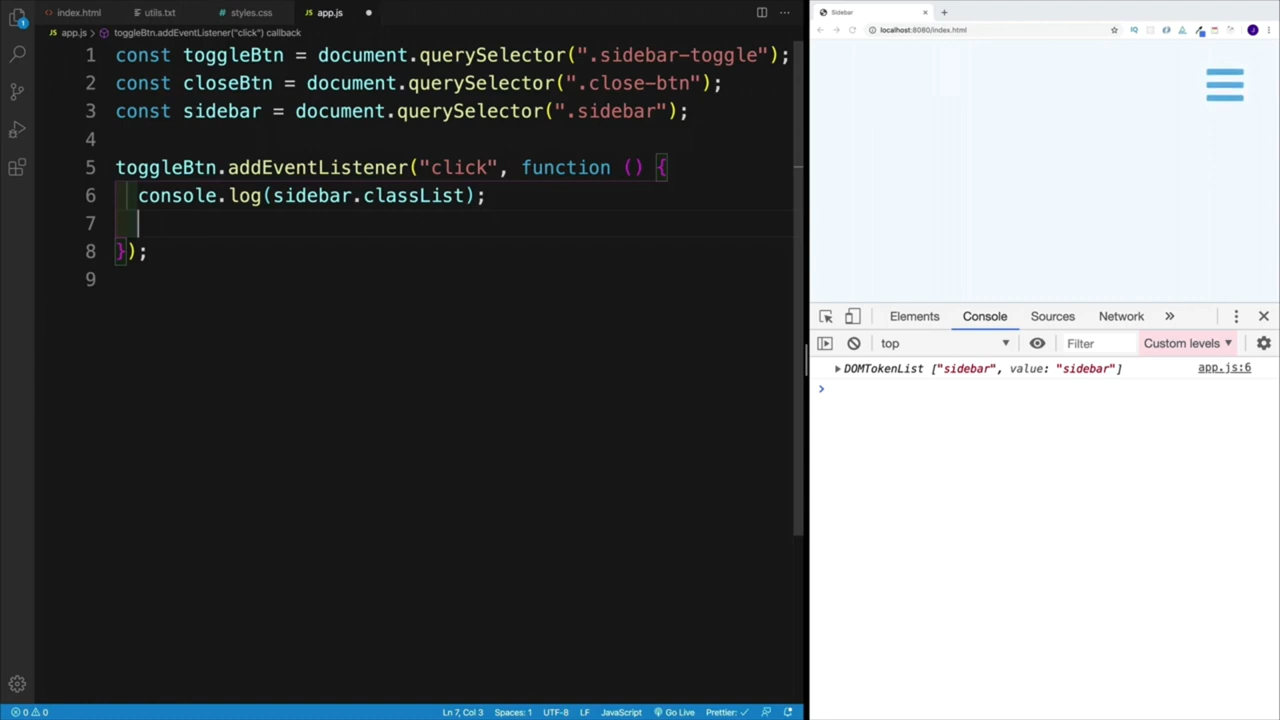 index.html
utils.txt
# styles.css
JS app.js
app.js > toggleBtn.addEventListener("click") callback
1 const toggleBtn = document.querySelector(".sidebar-toggle");
2 const closeBtn = document.querySelector(".close-btn");
3 const sidebar = document.querySelector(".sidebar");
4
5 toggleBtn.addEventListener("click", function () {
6 console.log(sidebar.classList);
7
8 });
9
1
0 0
Ln 7, Col 3
Spaces: 1
UTF-8
LF
JavaScript
Go Live
Prettier: ✓
Sidebar
localhost:8080/index.html
J
Elements
Console
Sources
Network
»
top
Filter
Custom levels
DOMTokenList ["sidebar", value: "sidebar"]
app.js:6
>